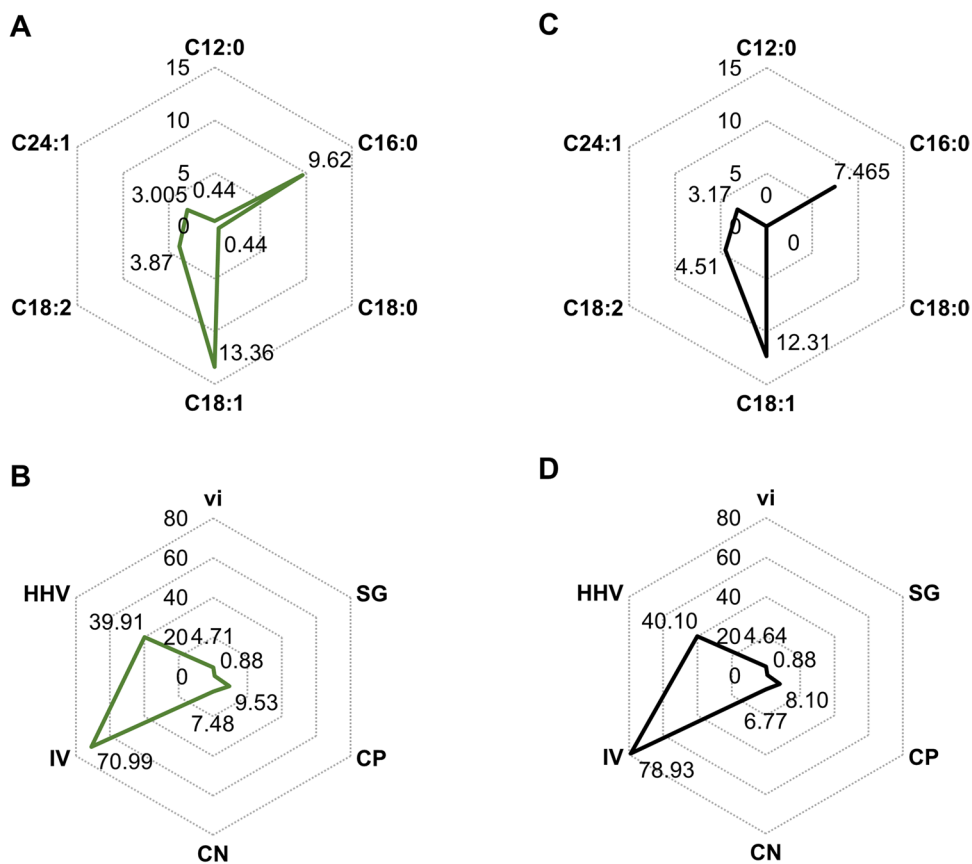 A
C12:0
15
10
5
0
C24:1
C16:0
9.62
3.005
0.44
0.44
3.87
C18:2
C18:0
13.36
C18:1
C
C12:0
15
10
5
0
C24:1
C16:0
7.465
3.17
0
0
4.51
C18:2
C18:0
12.31
C18:1
B
vi
80
60
40
20
0
HHV
SG
39.91
4.71
0.88
9.53
7.48
IV
70.99
CP
CN
D
vi
80
60
40
20
0
HHV
SG
40.10
4.64
0.88
8.10
6.77
IV
78.93
CP
CN